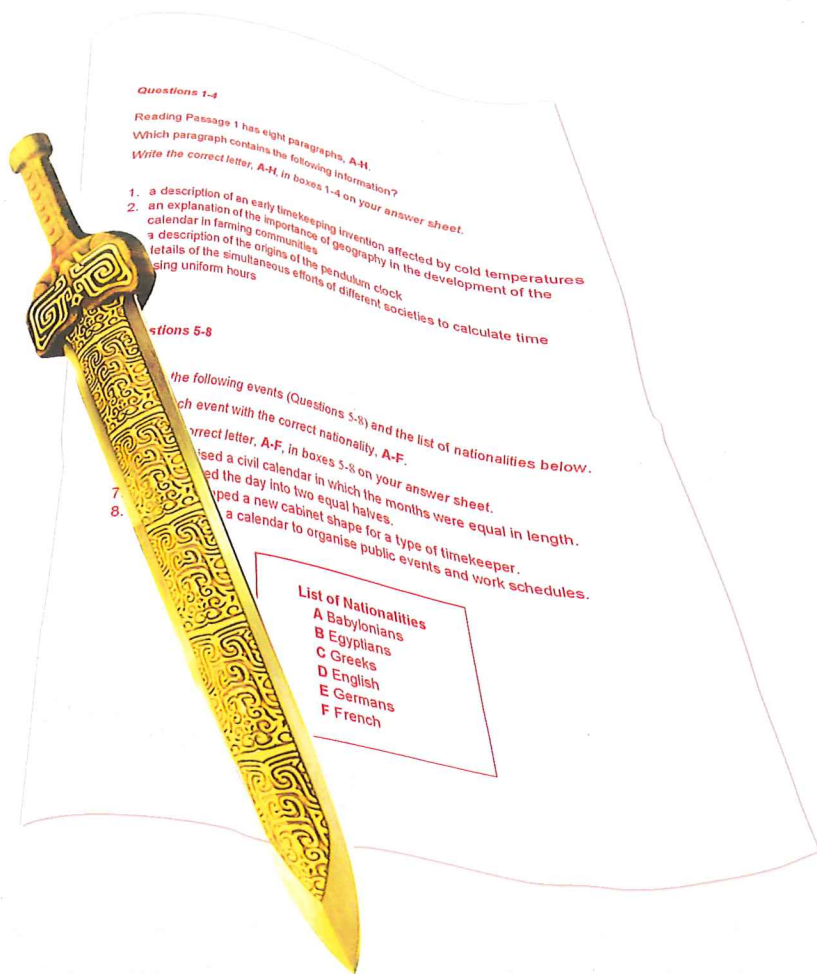 Questions 1-4
Reading Passage 1 has eight paragraphs, A-H.
Which paragraph contains the following information?
Write the correct letter, A-H, in boxes 1-4 on your answer sheet.
1. a description of an early timekeeping invention affected by cold temperatures
2. an explanation of the importance of geography in the development of the
calendar in farming communities
a description of the origins of the pendulum clock
details of the simultaneous efforts of different societies to calculate time
using uniform hours
stions 5-8
the following events (Questions 5-8) and the list of nationalities below.
ch event with the correct nationality, A-F.
orrect letter, A-F, in boxes 5-8 on your answer sheet.
ised a civil calendar in which the months were equal in length.
ed the day into two equal halves.
7. oped a new cabinet shape for a type of timekeeper.
8. a calendar to organise public events and work schedules.
List of Nationalities
A Babylonians
B Egyptians
C Greeks
D English
E Germans
F French